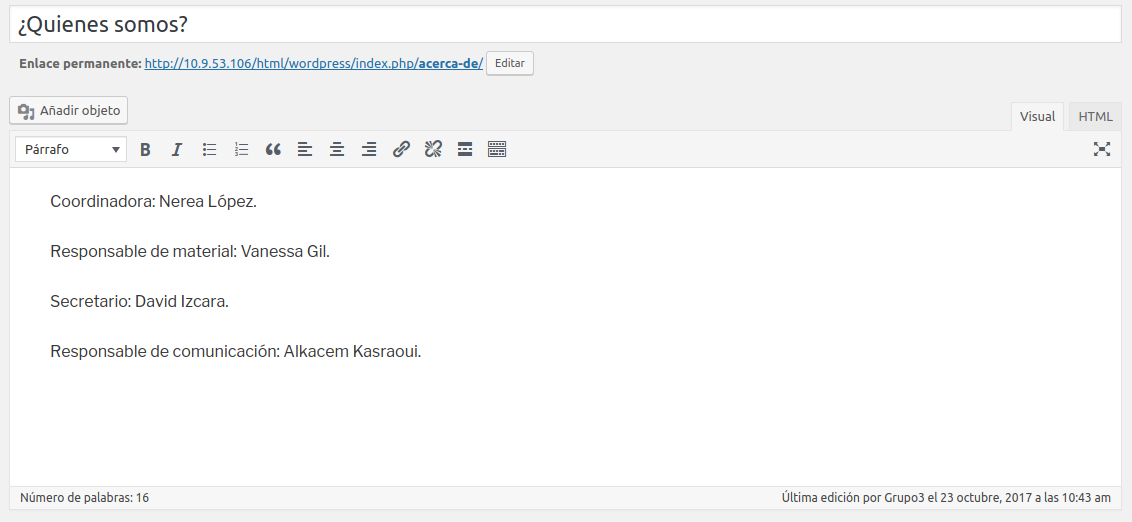 ¿Quienes somos?
Enlace permanente: http://10.9.53.106/html/wordpress/index.php/acerca-de/ Editar
Añadir objeto
Visual HTML
Párrafo B I
Coordinadora: Nerea López.
Responsable de material: Vanessa Gil.
Secretario: David Izcara.
Responsable de comunicación: Alkacem Kasraoui.
Número de palabras: 16 Última edición por Grupo3 el 23 octubre, 2017 a las 10:43 am